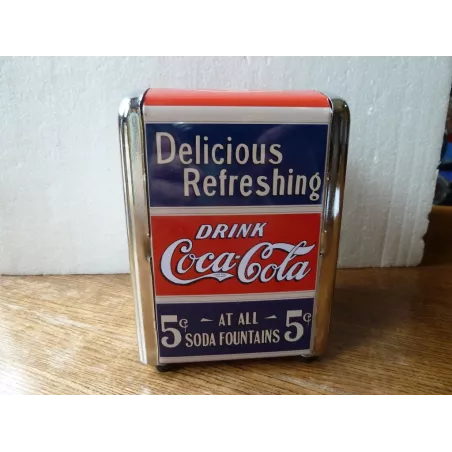 Delicious
Refreshing
DRINK
Coca-Cola
5¢ AT ALL 5¢
SODA FOUNTAINS